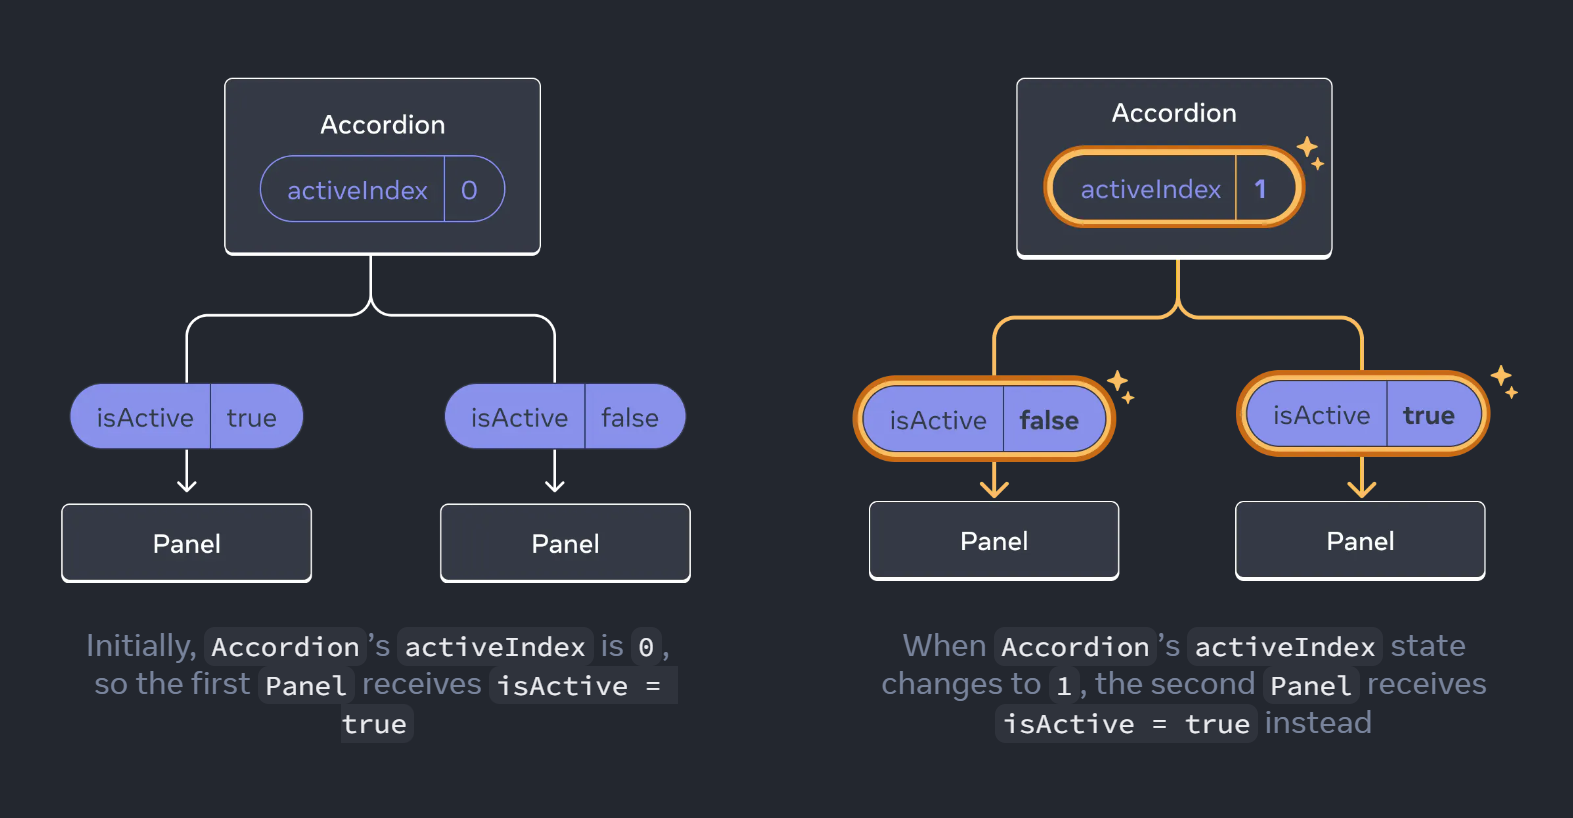 Accordion
activeIndex 0
isActive true
isActive false
Panel
Panel
Initially, Accordion’s activeIndex is 0,
so the first Panel receives isActive =
true
Accordion
activeIndex 1
isActive false
isActive true
Panel
Panel
When Accordion’s activeIndex state
changes to 1, the second Panel receives
isActive = true instead